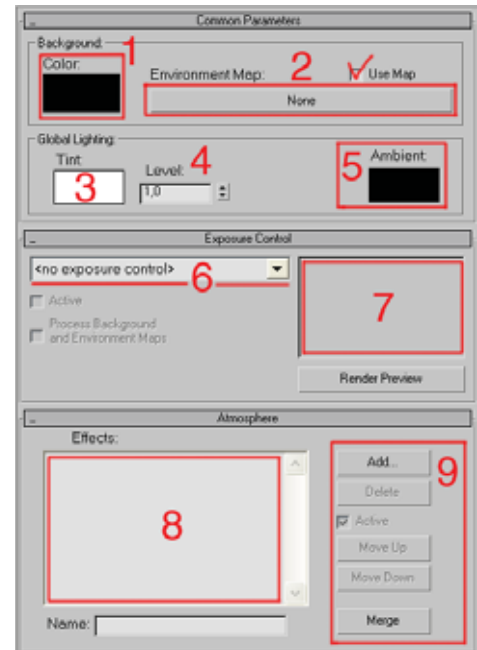 Common Parameters
Background:
1
Color:
Environment Map:
2
Use Map
None
Global Lighting:
Tint:
3
Level:
4
1,0
5
Ambient:
Exposure Control
<no exposure control>
6
Active
Process Background
and Environment Maps
7
Render Preview
Atmosphere
Effects:
8
Add...
9
Delete
Active
Move Up
Move Down
Name:
Merge